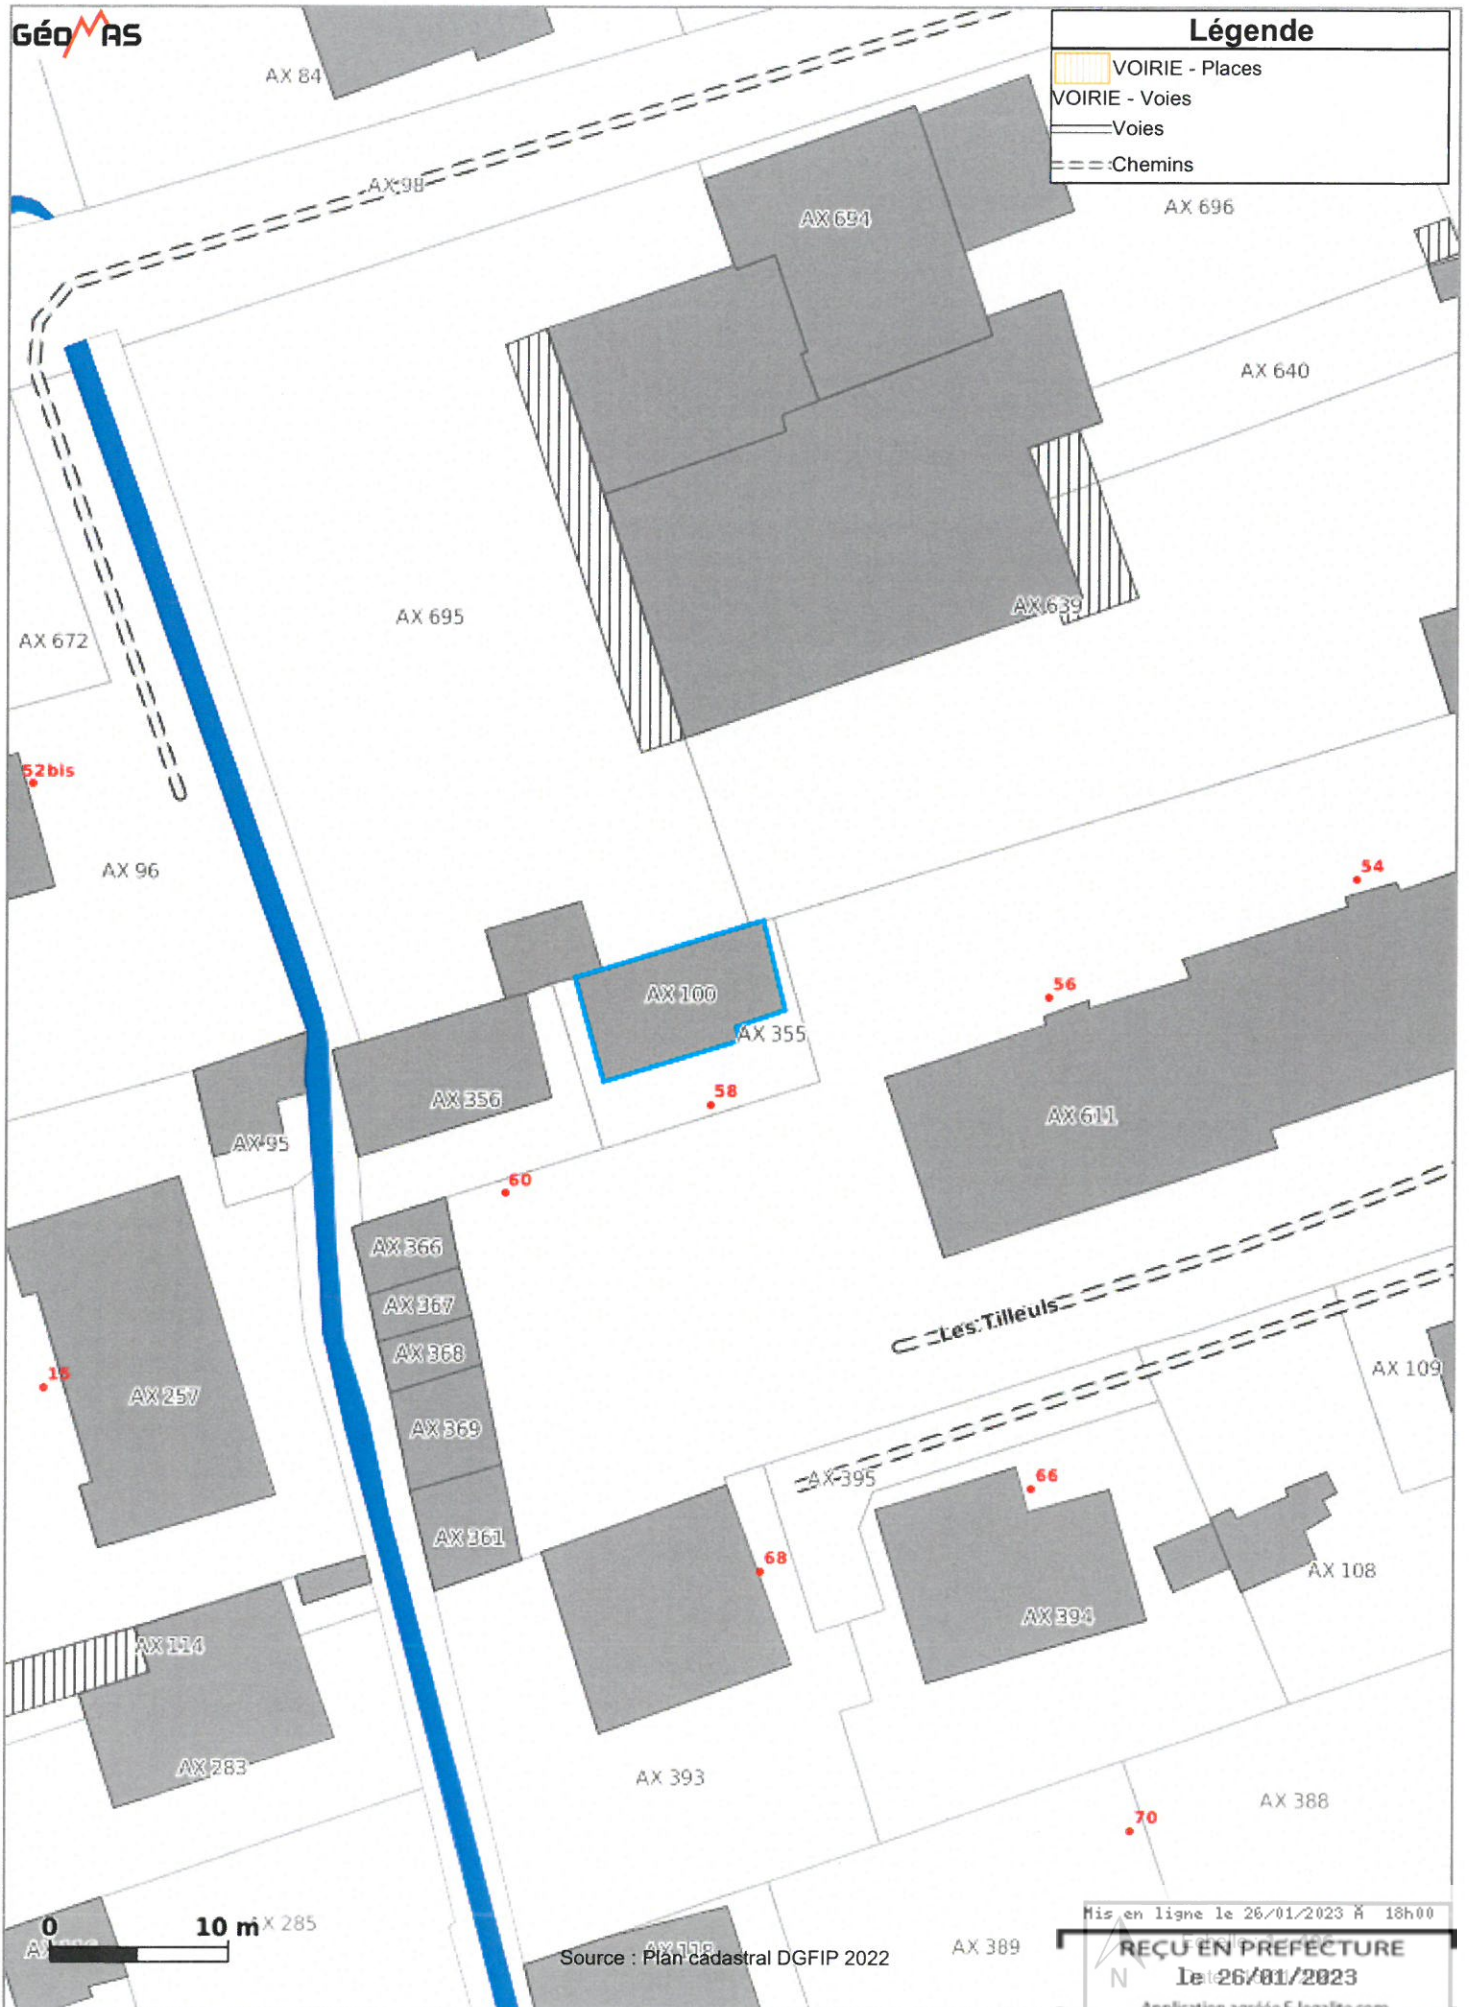 GéoMAS
Légende
VOIRIE - Places
VOIRIE - Voies
Voies
Chemins
AX 84
AX 98
AX 694
AX 696
AX 640
AX 695
AX 639
AX 672
52bis
AX 96
54
56
AX 100
AX 355
58
AX 356
AX 611
AX 95
60
AX 366
AX 367
Les Tilleuls
AX 368
AX 109
15
AX 257
AX 369
AX 395
66
AX 361
68
AX 108
AX 394
AX 114
AX 283
AX 393
AX 388
70
0 10 m
AX 285
AX 389
Source : Plan cadastral DGFIP 2022
Mis en ligne le 26/01/2023 À 18h00
REÇU EN PREFECTURE
le 26/01/2023
N